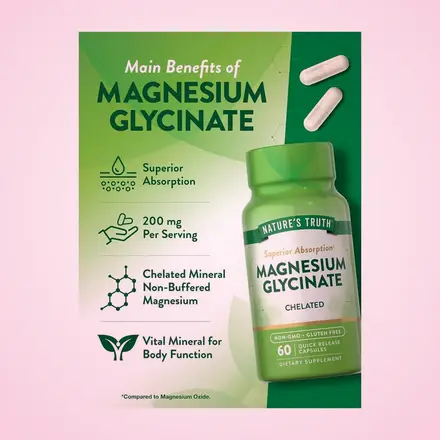 Main Benefits of
MAGNESIUM
GLYCINATE
Superior
Absorption
200 mg
Per Serving
Chelated Mineral
Non-Buffered
Magnesium
Vital Mineral for
Body Function
*Compared to Magnesium Oxide.
NATURE'S TRUTH
Superior Absorption*
MAGNESIUM
GLYCINATE
CHELATED
NON-GMO • GLUTEN FREE
60 QUICK RELEASE
CAPSULES
DIETARY SUPPLEMENT